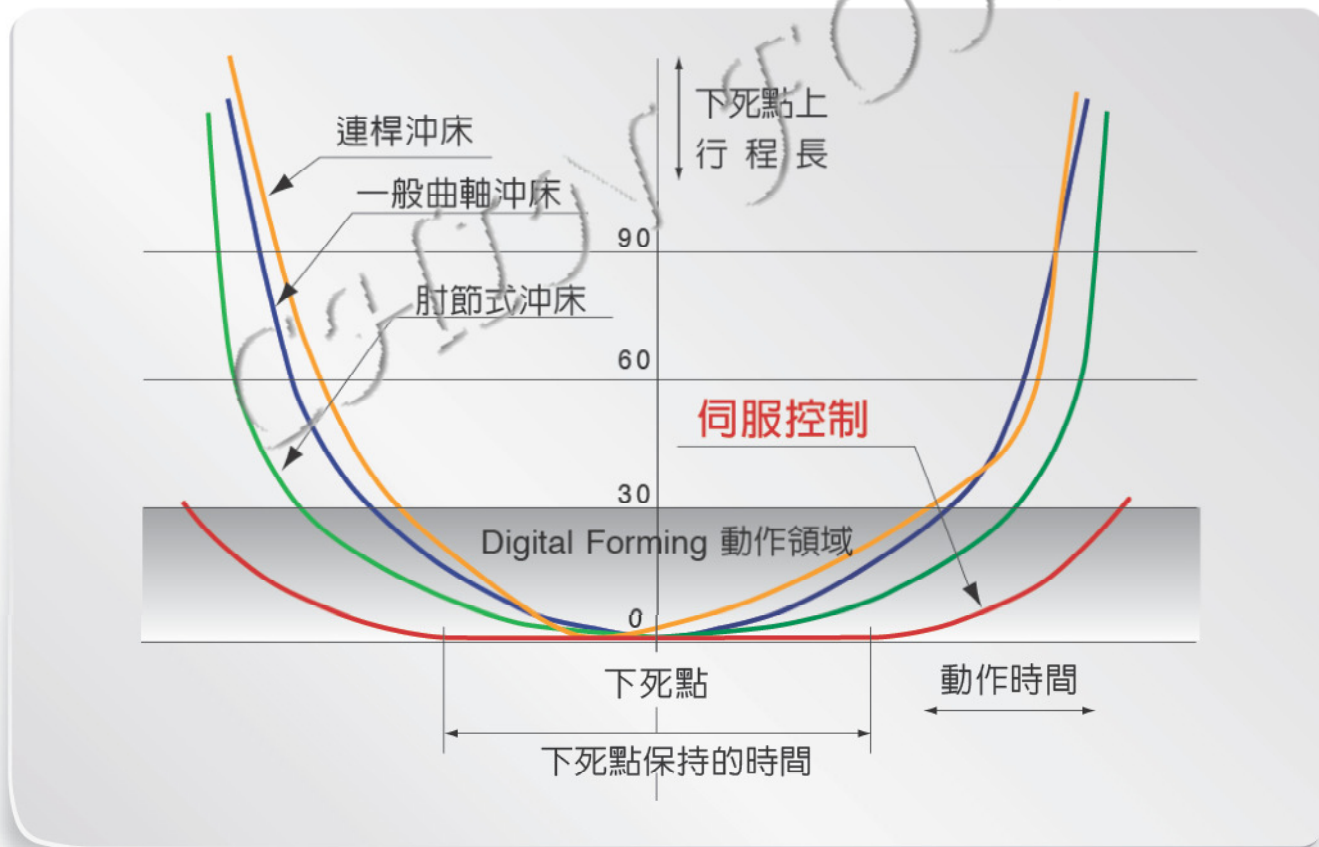 下死點上
行 程 長
連桿沖床
一般曲軸沖床
90
肘節式沖床
60
伺服控制
30
Digital Forming 動作領域
0
下死點
動作時間
下死點保持的時間